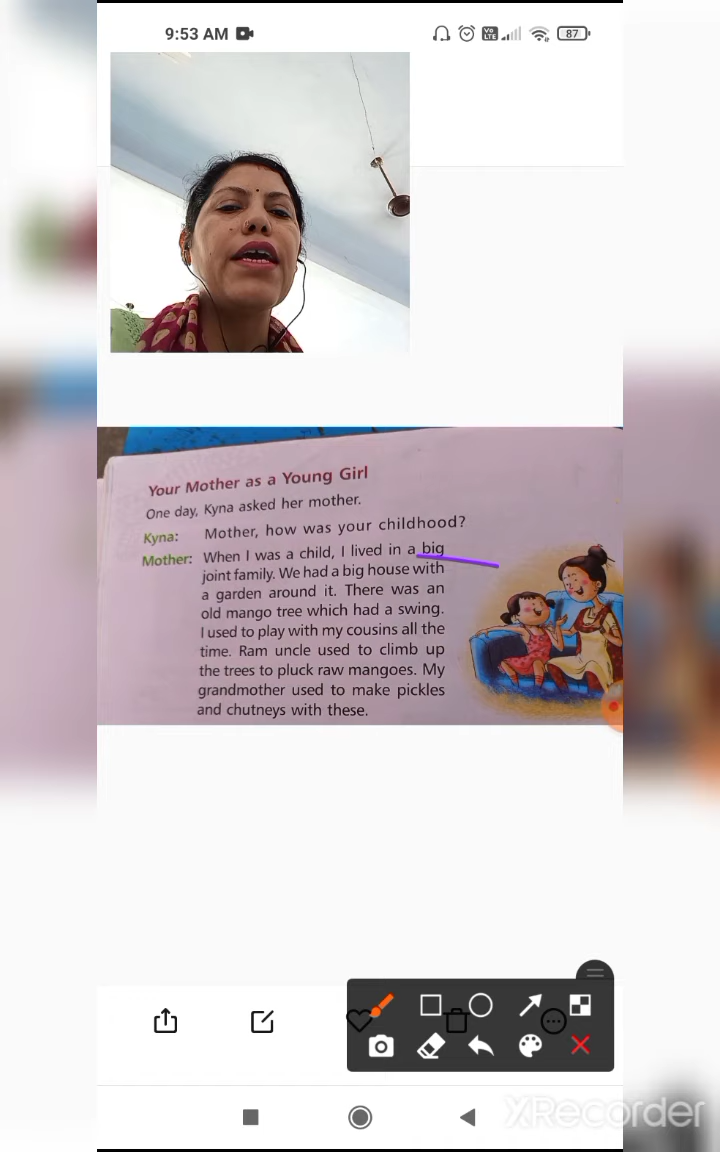 9:53 AM
Vo
LTE
87
Your Mother as a Young Girl
One day, Kyna asked her mother.
Kyna: Mother, how was your childhood?
Mother: When I was a child, I lived in a big
joint family. We had a big house with
a garden around it. There was an
old mango tree which had a swing.
I used to play with my cousins all the
time. Ram uncle used to climb up
the trees to pluck raw mangoes. My
grandmother used to make pickles
and chutneys with these.
XRecorder